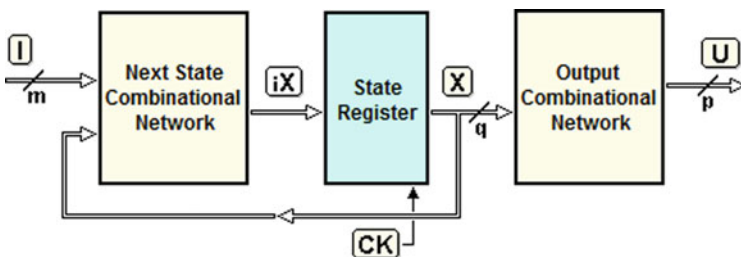 I
m
Next State
Combinational
Network
iX
State
Register
X
q
Output
Combinational
Network
U
p
CK